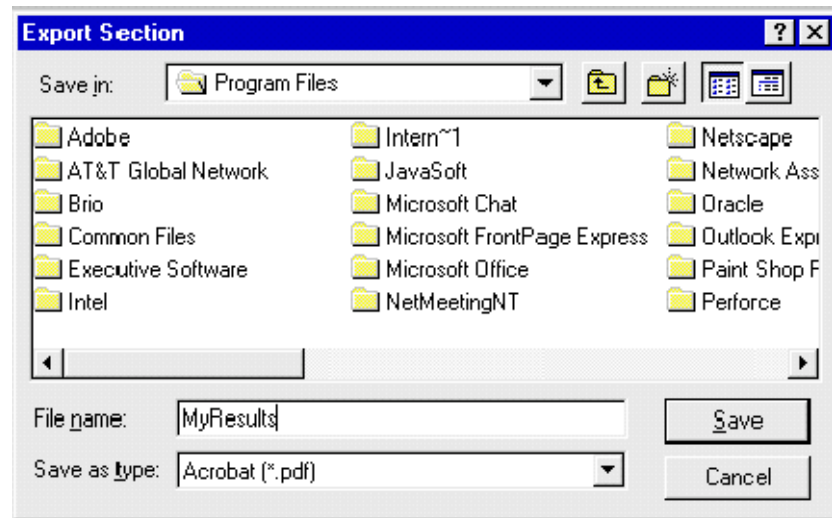 Export Section
Save in: Program Files
Adobe
AT&T Global Network
Brio
Common Files
Executive Software
Intel
Intern~1
JavaSoft
Microsoft Chat
Microsoft FrontPage Express
Microsoft Office
NetMeetingNT
Netscape
Network Ass
Oracle
Outlook Expr
Paint Shop P
Perforce
File name: MyResults
Save
Save as type: Acrobat (*.pdf)
Cancel